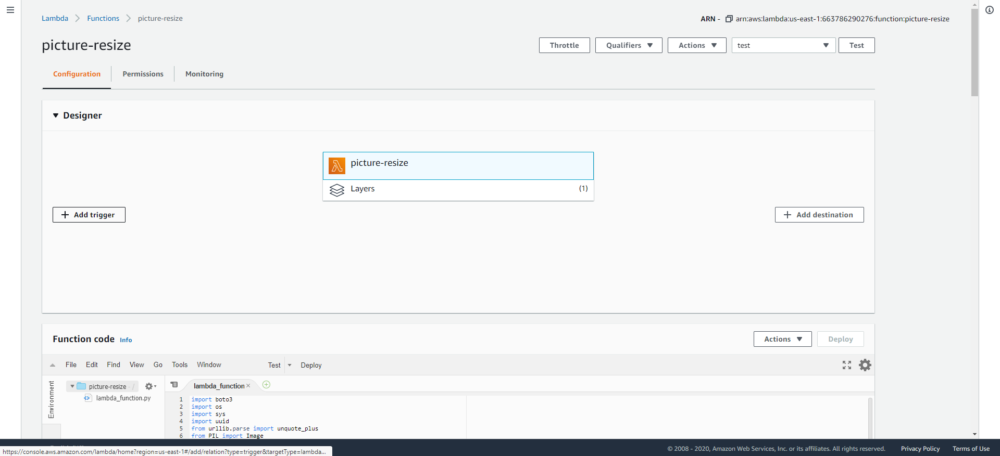 Lambda > Functions > picture-resize
ARN - arn:aws:lambda:us-east-1:663786290276:function:picture-resize
picture-resize
Throttle Qualifiers Actions test Test
Configuration Permissions Monitoring
Designer
picture-resize
Layers (1)
+ Add trigger
+ Add destination
Function code Info
Actions Deploy
File Edit Find View Go Tools Window Test Deploy
Environment
picture-resize - /
lambda_function.py
lambda_function ×
1 import boto3
2 import os
3 import sys
4 import uuid
5 from urllib.parse import unquote_plus
6 from PIL import Image
© 2008 - 2020, Amazon Web Services, Inc. or its affiliates. All rights reserved. Privacy Policy Terms of Use
https://console.aws.amazon.com/lambda/home?region=us-east-1#/add/relation?type=trigger&targetType=lambda...